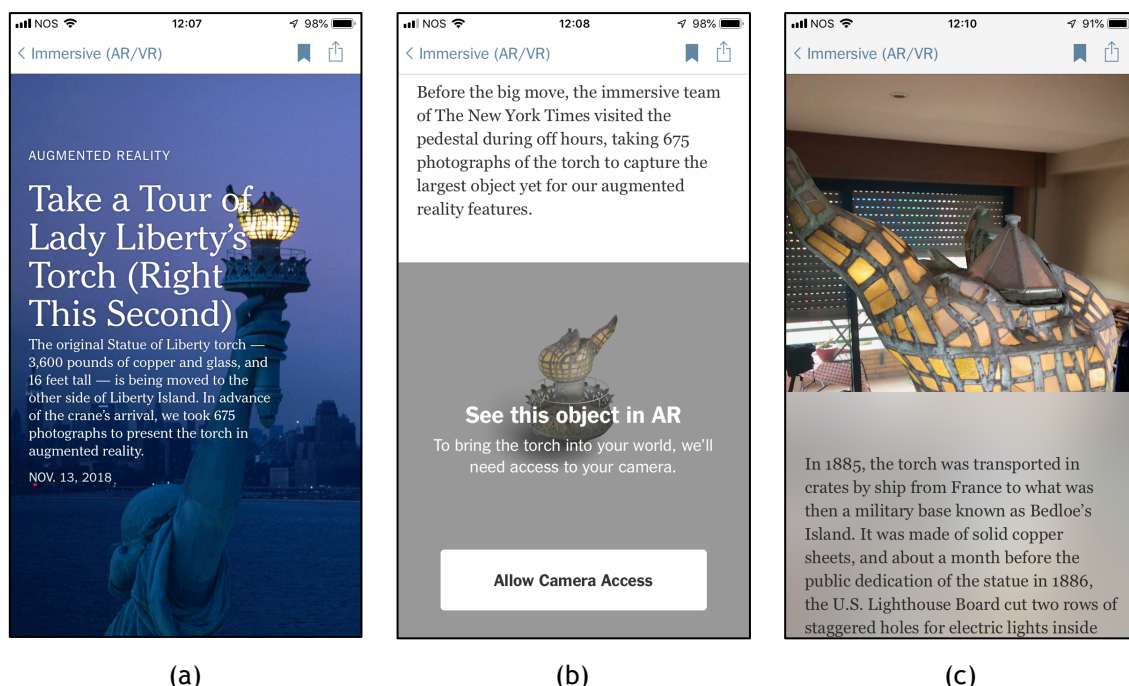 NOS 12:07 98%
Immersive (AR/VR)
AUGMENTED REALITY
Take a Tour of
Lady Liberty's
Torch (Right
This Second)
The original Statue of Liberty torch —
3,600 pounds of copper and glass, and
16 feet tall — is being moved to the
other side of Liberty Island. In advance
of the crane's arrival, we took 675
photographs to present the torch in
augmented reality.
NOV. 13, 2018
(a)
NOS 12:08 98%
Immersive (AR/VR)
Before the big move, the immersive team
of The New York Times visited the
pedestal during off hours, taking 675
photographs of the torch to capture the
largest object yet for our augmented
reality features.
See this object in AR
To bring the torch into your world, we'll
need access to your camera.
Allow Camera Access
(b)
NOS 12:10 91%
Immersive (AR/VR)
In 1885, the torch was transported in
crates by ship from France to what was
then a military base known as Bedloe's
Island. It was made of solid copper
sheets, and about a month before the
public dedication of the statue in 1886,
the U.S. Lighthouse Board cut two rows of
staggered holes for electric lights inside
(c)